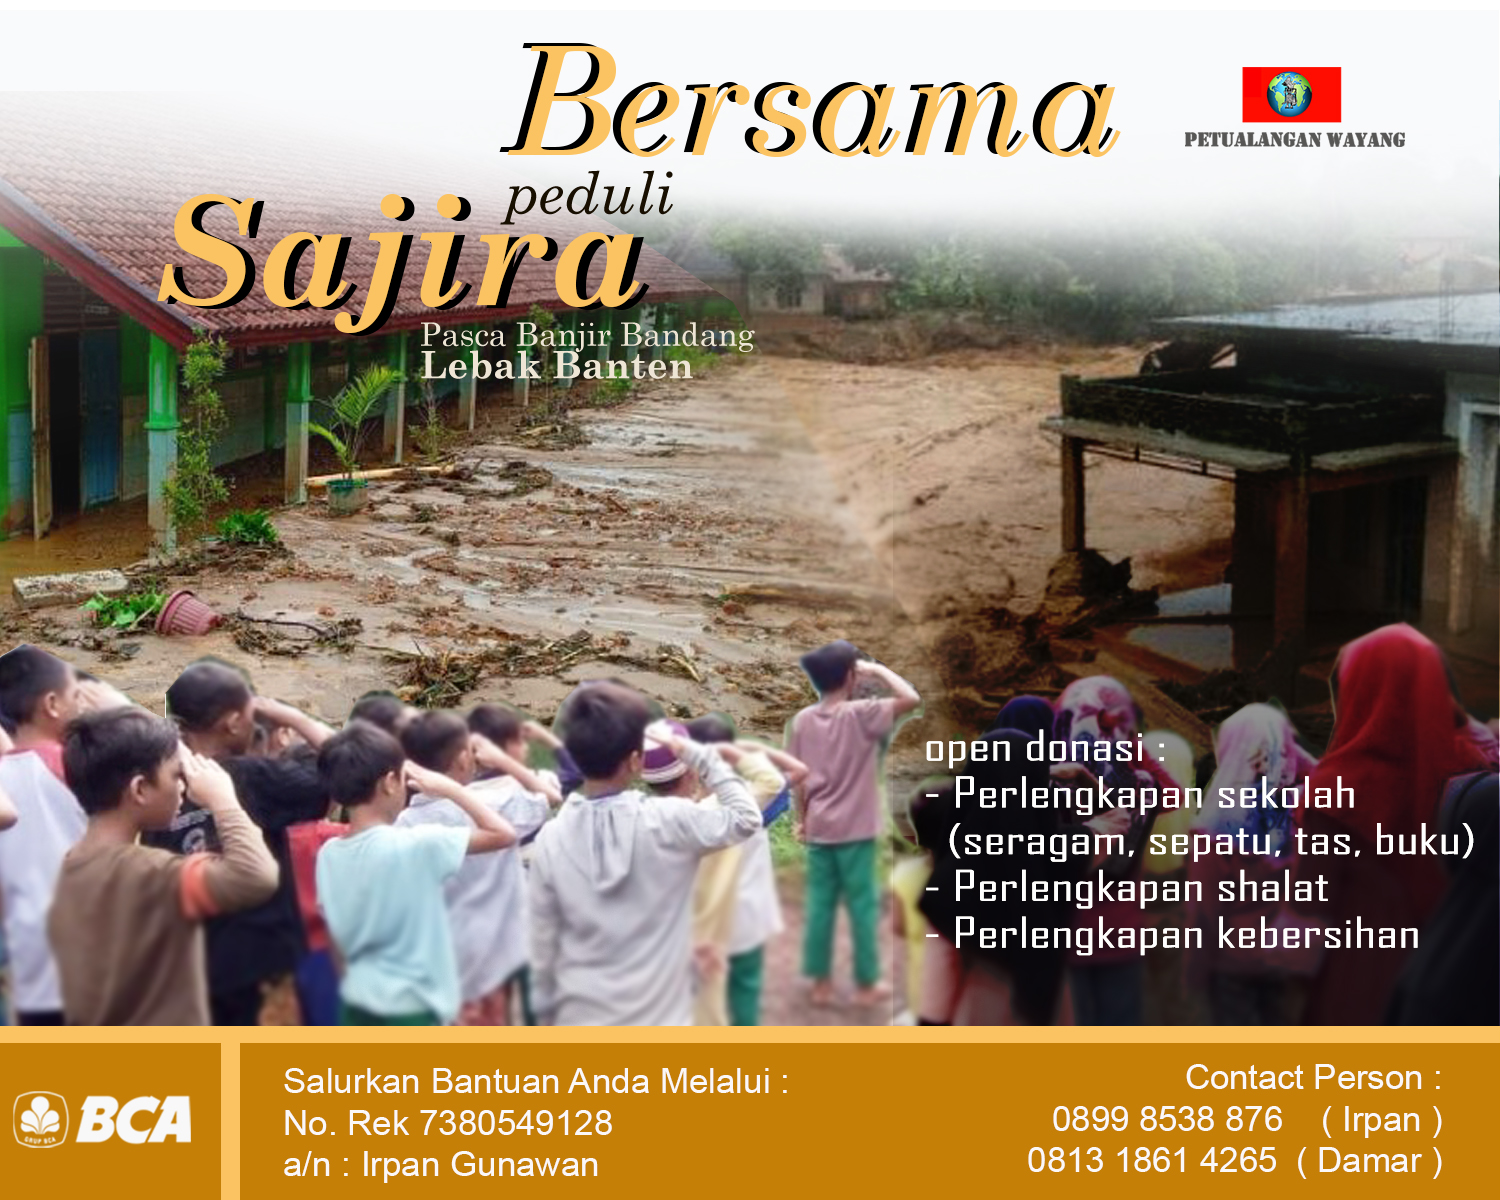 Bersama
peduli
Sajira
Pasca Banjir Bandang
Lebak Banten
PETUALANGAN WAYANG
open donasi :
- Perlengkapan sekolah
(seragam, sepatu, tas, buku)
- Perlengkapan shalat
- Perlengkapan kebersihan
GRUP BCA
BCA
Salurkan Bantuan Anda Melalui :
No. Rek 7380549128
a/n : Irpan Gunawan
Contact Person :
0899 8538 876 ( Irpan )
0813 1861 4265 ( Damar )